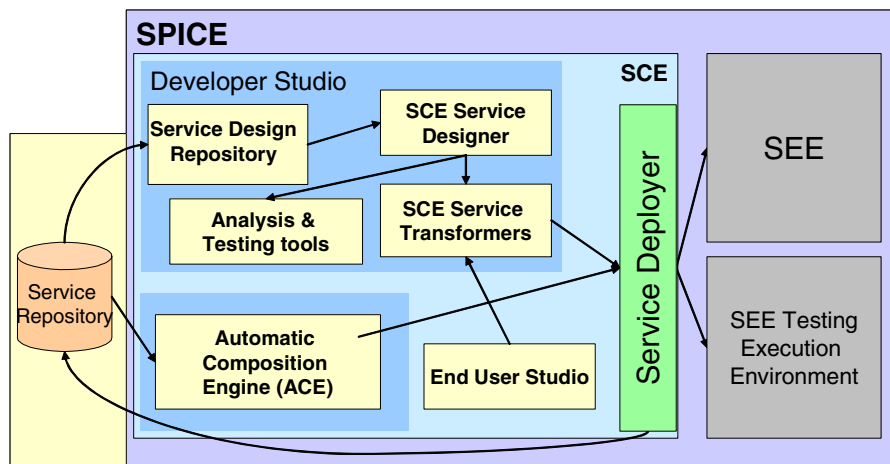 SPICE
SCE
Developer Studio
Service Design
Repository
SCE Service
Designer
Analysis &
Testing tools
SCE Service
Transformers
Service Deployer
SEE
Service
Repository
Automatic
Composition
Engine (ACE)
End User Studio
SEE Testing
Execution
Environment